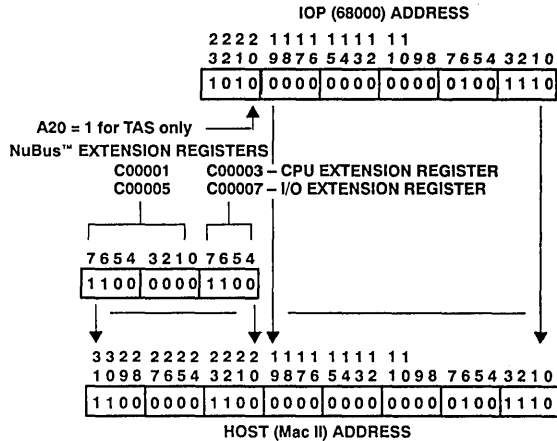 IOP (68000) ADDRESS
2222 1111 1111 11
3210 9876 5432 1098 7654 3210
1010 0000 0000 0000 0100 1110
A20 = 1 for TAS only
NuBus™ EXTENSION REGISTERS
C00001 C00003 – CPU EXTENSION REGISTER
C00005 C00007 – I/O EXTENSION REGISTER
7654 3210 7654
1100 0000 1100
3322 2222 2222 1111 1111 11
1098 7654 3210 9876 5432 1098 7654 3210
1100 0000 1100 0000 0000 0000 0100 1110
HOST (Mac II) ADDRESS